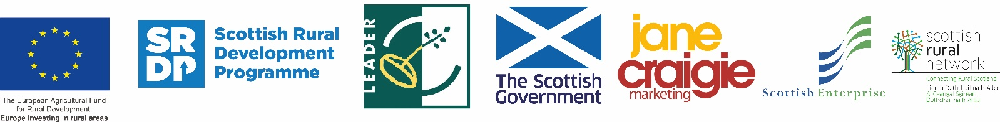 The European Agricultural Fund
for Rural Development:
Europe investing in rural areas
SR
DP
Scottish Rural
Development
Programme
LEADER
The Scottish
Government
jane
craigie
marketing
Scottish Enterprise
scottish
rural
network
Connecting Rural Scotland
Lìonra Dùthchail na h-Alba
A' Ceangal Sgìrean
Dùthchail na h-Alba